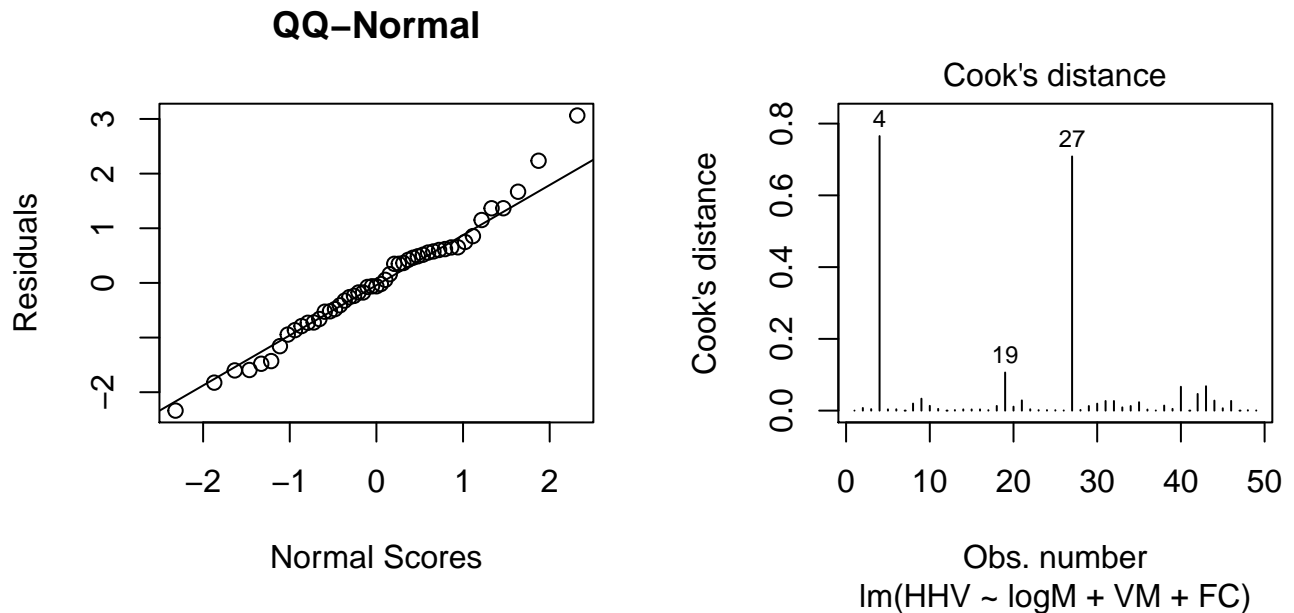 QQ−Normal
3
2
1
0
−2
Residuals
−2 −1 0 1 2
Normal Scores
Cook's distance
0.8
0.6
0.4
0.2
0.0
Cook's distance
4
27
19
0 10 20 30 40 50
Obs. number
lm(HHV ~ logM + VM + FC)